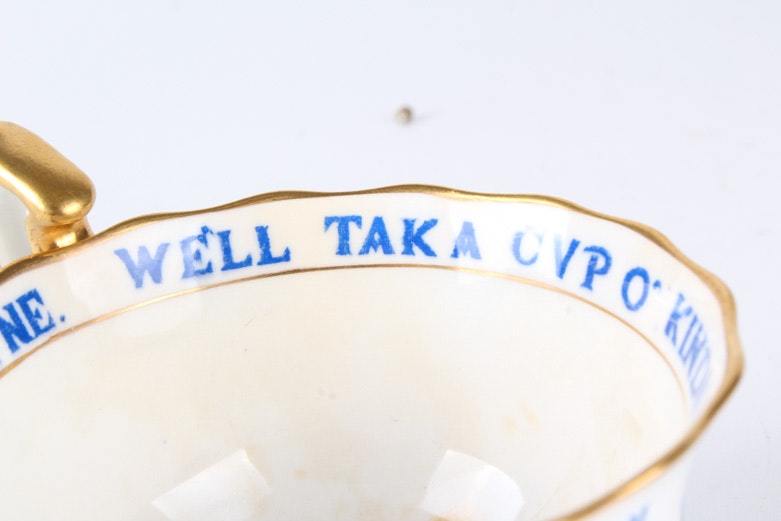 NE. WE'LL TAKA CVP O' KIND